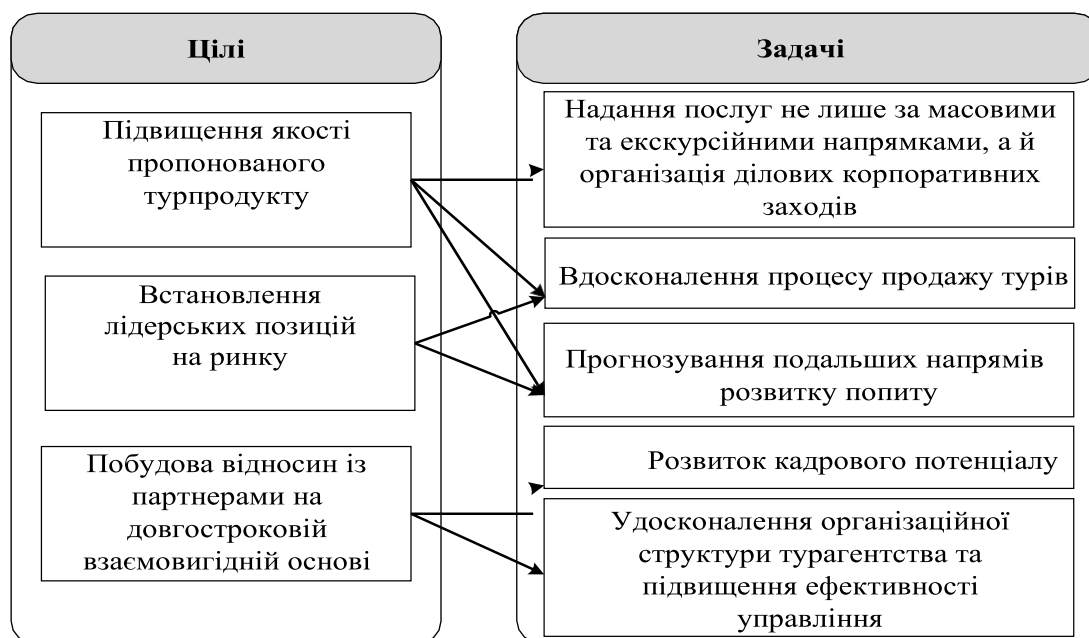 Цілі
Підвищення якості
пропонованого
турпродукту
Встановлення
лідерських позицій
на ринку
Побудова відносин із
партнерами на
довгостроковій
взаємовигідній основі
Задачі
Надання послуг не лише за масовими
та екскурсійними напрямками, а й
організація ділових корпоративних
заходів
Вдосконалення процесу продажу турів
Прогнозування подальших напрямів
розвитку попиту
Розвиток кадрового потенціалу
Удосконалення організаційної
структури турагентства та
підвищення ефективності
управління